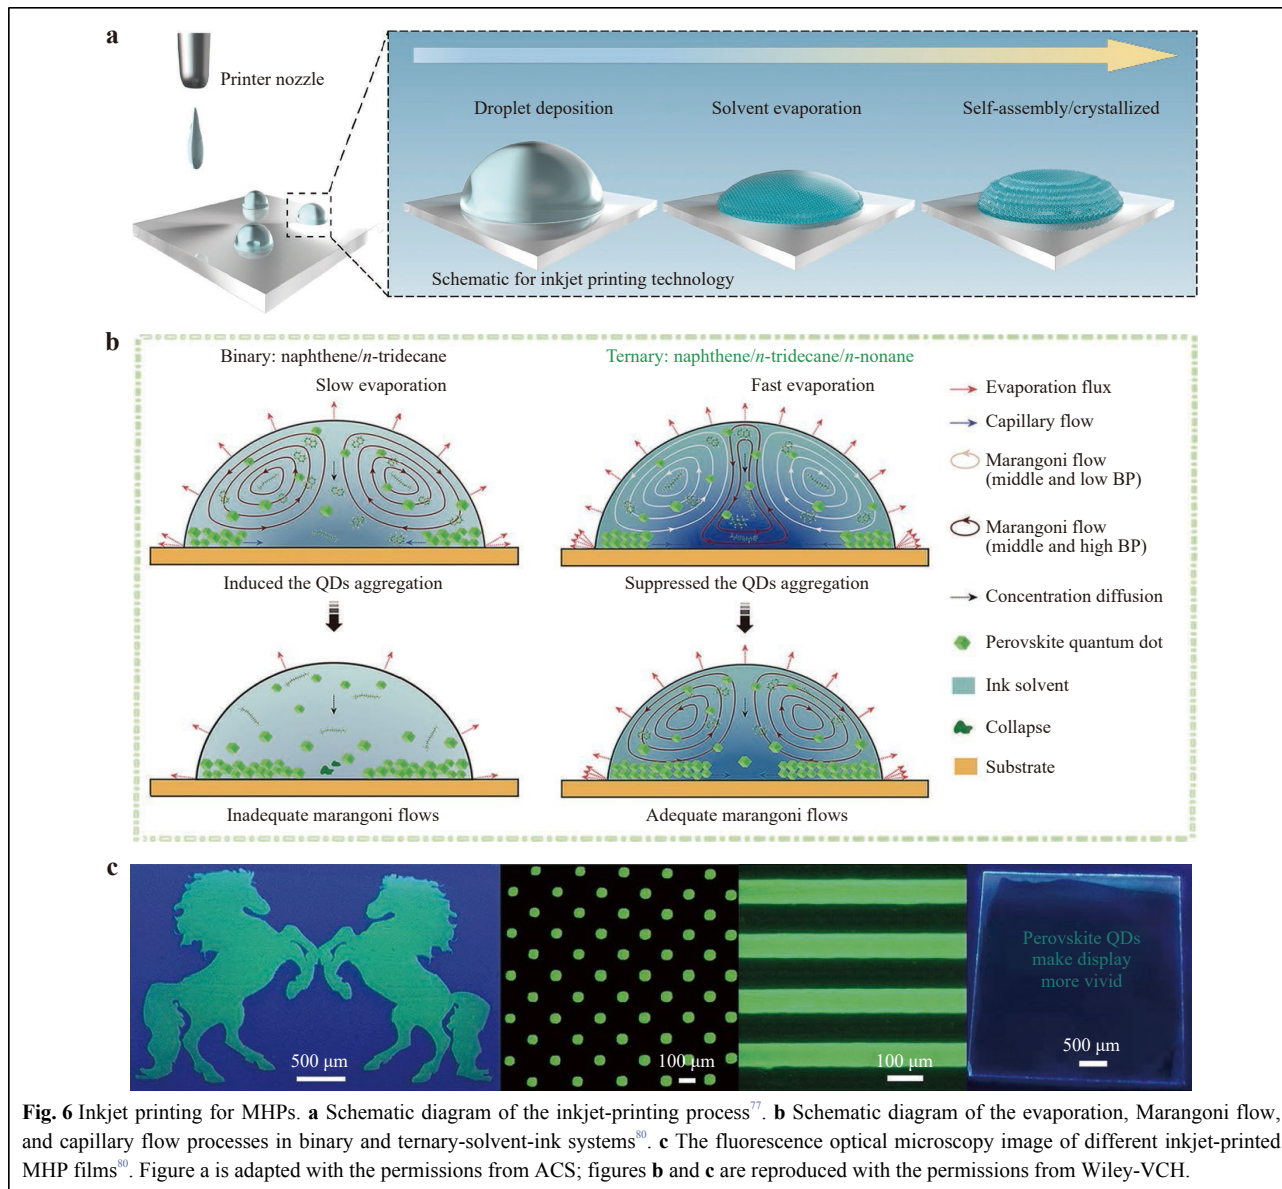 a
Printer nozzle
Droplet deposition
Solvent evaporation
Self-assembly/crystallized
Schematic for inkjet printing technology
b
Binary: naphthene/n-tridecane
Slow evaporation
Induced the QDs aggregation
Inadequate marangoni flows
Ternary: naphthene/n-tridecane/n-nonane
Fast evaporation
Suppressed the QDs aggregation
Adequate marangoni flows
Evaporation flux
Capillary flow
Marangoni flow
(middle and low BP)
Marangoni flow
(middle and high BP)
Concentration diffusion
Perovskite quantum dot
Ink solvent
Collapse
Substrate
c
500 μm
100 μm
100 μm
Perovskite QDs
make display
more vivid
500 μm
Fig. 6 Inkjet printing for MHPs. a Schematic diagram of the inkjet-printing process77. b Schematic diagram of the evaporation, Marangoni flow,
and capillary flow processes in binary and ternary-solvent-ink systems80. c The fluorescence optical microscopy image of different inkjet-printed
MHP films80. Figure a is adapted with the permissions from ACS; figures b and c are reproduced with the permissions from Wiley-VCH.